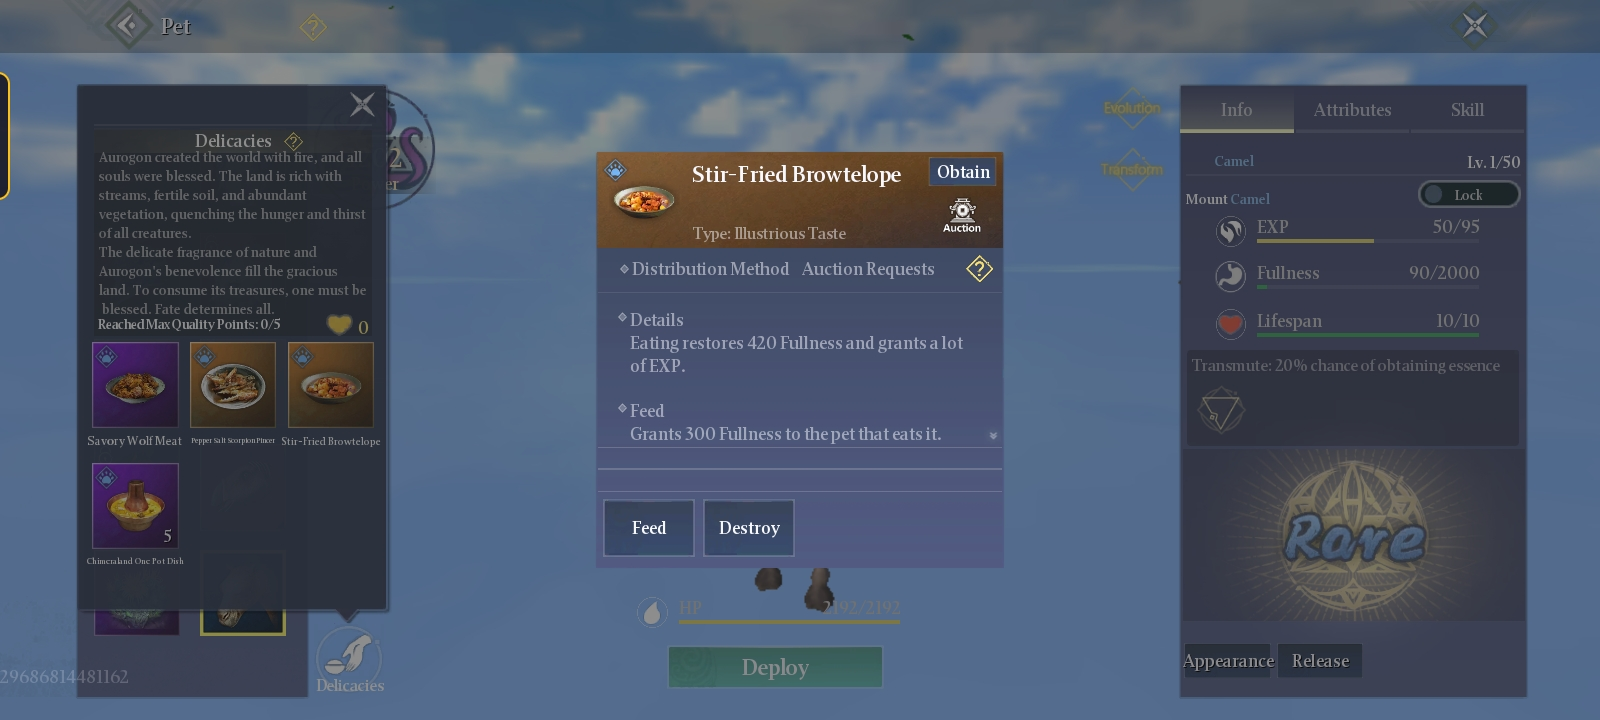 Pet
Delicacies
Aurogon created the world with fire, and all
souls were blessed. The land is rich with
streams, fertile soil, and abundant
vegetation, quenching the hunger and thirst
of all creatures.
The delicate fragrance of nature and
Aurogon's benevolence fill the gracious
land. To consume its treasures, one must be
blessed. Fate determines all.
Reached Max Quality Points: 0/5
0
Savory Wolf Meat
Pepper Salt Scorpion Pincer
Stir-Fried Browtelope
5
Chimeraland One Pot Dish
29686814481162
Delicacies
Stir-Fried Browtelope
Obtain
Type: Illustrious Taste
Auction
Distribution Method Auction Requests
Details
Eating restores 420 Fullness and grants a lot
of EXP.
Feed
Grants 300 Fullness to the pet that eats it.
Feed
Destroy
HP
2192/2192
Deploy
Evolution
Transform
Info
Attributes
Skill
Camel
Lv. 1/50
Mount Camel
Lock
EXP
50/95
Fullness
90/2000
Lifespan
10/10
Transmute: 20% chance of obtaining essence
Rare
Appearance
Release